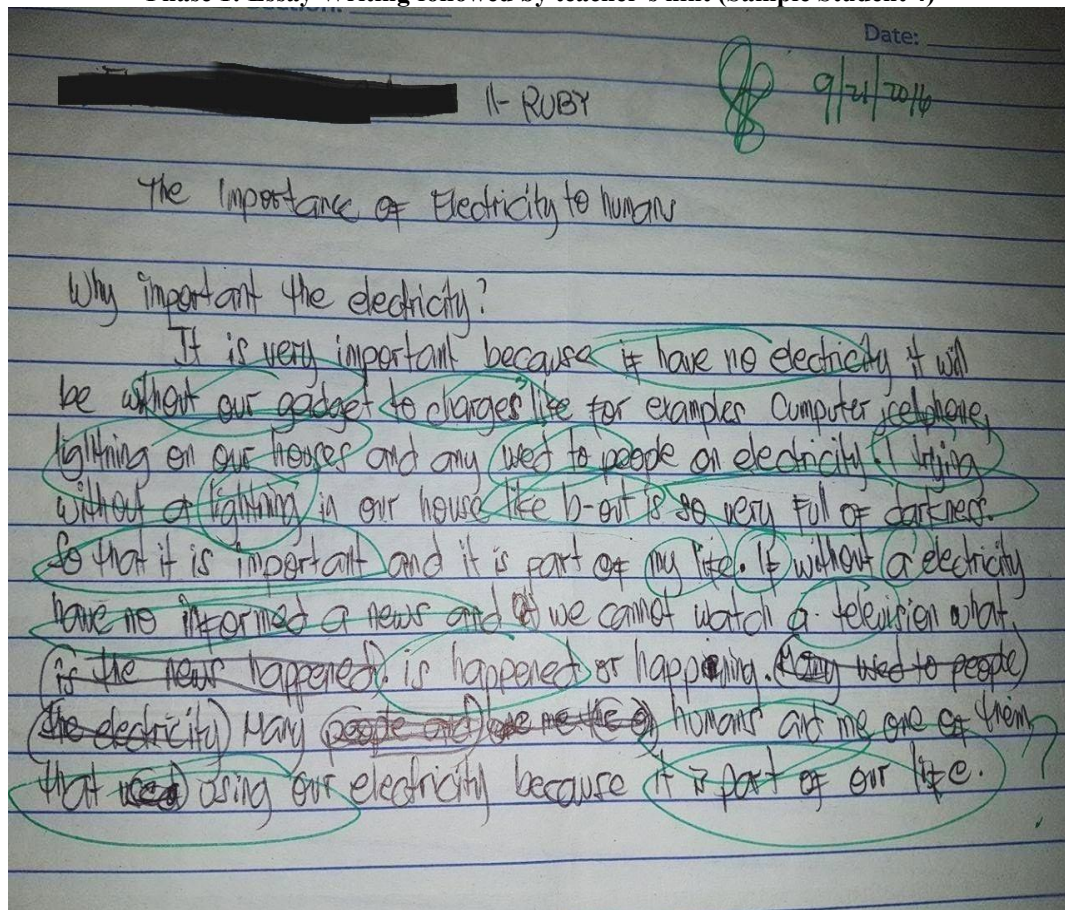 Phase 1: Essay Writing followed by teacher's hint (Sample Student 4)
Date:
11- RUBY
9/21/2016
The Importance of Electricity to human
Why important the electricity?
It is very important because if have no electricity it will
be without our gadget to charges like for examples Cumputer, celphone,
lightning on our houses and any used to people on electricity. I trying
without a lightning in our house like b-out is so very full of darkness.
So that it is important and it is part of my life. If without a electricity
have no informed a news and we cannot watch a television what
is the news happened. is happened or happening. Many used to people
the electricity Many people and humans and me one of them
that used using our electricity because it is part of our life. ?